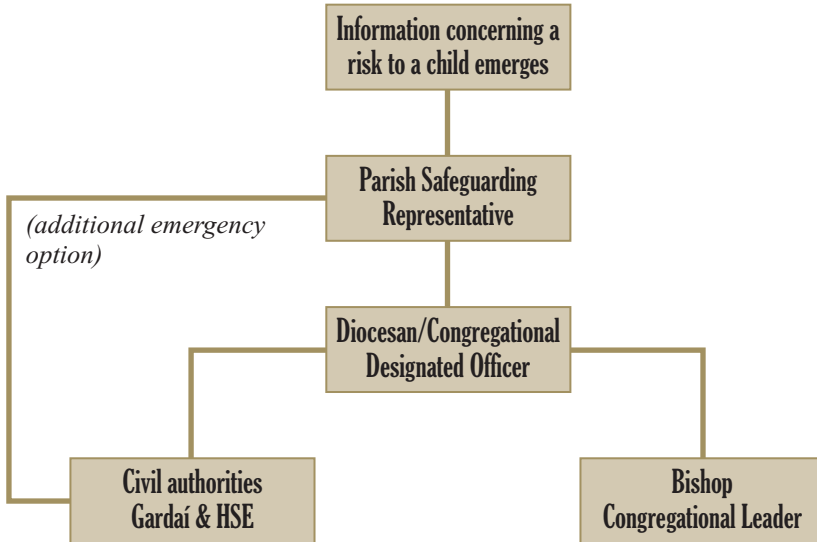 Information concerning a
risk to a child emerges
Parish Safeguarding
Representative
(additional emergency
option)
Diocesan/Congregational
Designated Officer
Civil authorities
Gardaí & HSE
Bishop
Congregational Leader